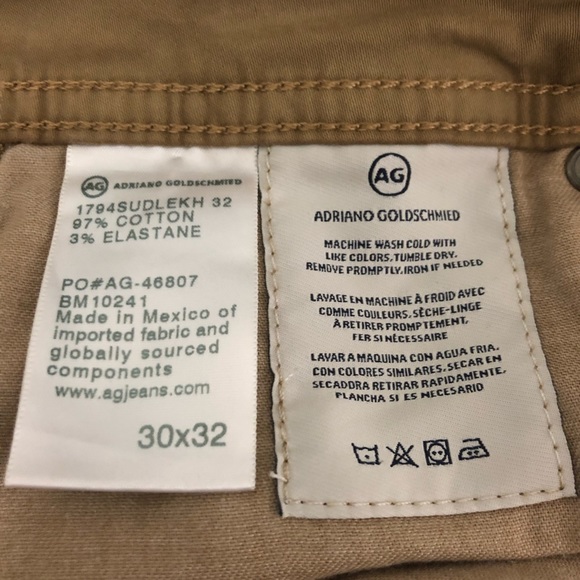 AG ADRIANO GOLDSCHMIED
1794SUDLEKH 32
97% COTTON
3% ELASTANE
PO#AG-46807
BM10241
Made in Mexico of
imported fabric and
globally sourced
components
www.agjeans.com
30x32
AG
ADRIANO GOLDSCHMIED
MACHINE WASH COLD WITH
LIKE COLORS, TUMBLE DRY.
REMOVE PROMPTLY, IRON IF NEEDED
LAVAGE EN MACHINE À FROID AVEC
COMME COULEURS, SÈCHE-LINGE
À RETIRER PROMPTEMENT,
FER SI NÉCESSAIRE
LAVAR A MAQUINA CON AGUA FRIA,
CON COLORES SIMILARES, SECAR EN
SECADORA RETIRAR RAPIDAMENTE,
PLANCHA SI ES NECESARIO